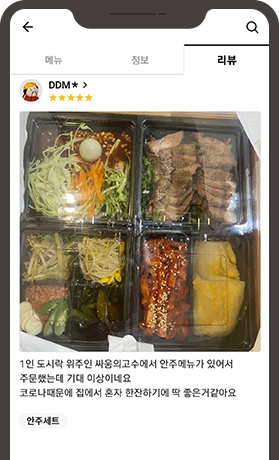 메뉴 정보 리뷰
DDM★ >
★★★★★
1인 도시락 위주인 싸움의고수에서 안주메뉴가 있어서
주문했는데 기대 이상이네요
코로나때문에 집에서 혼자 한잔하기에 딱 좋은거같아요
안주세트